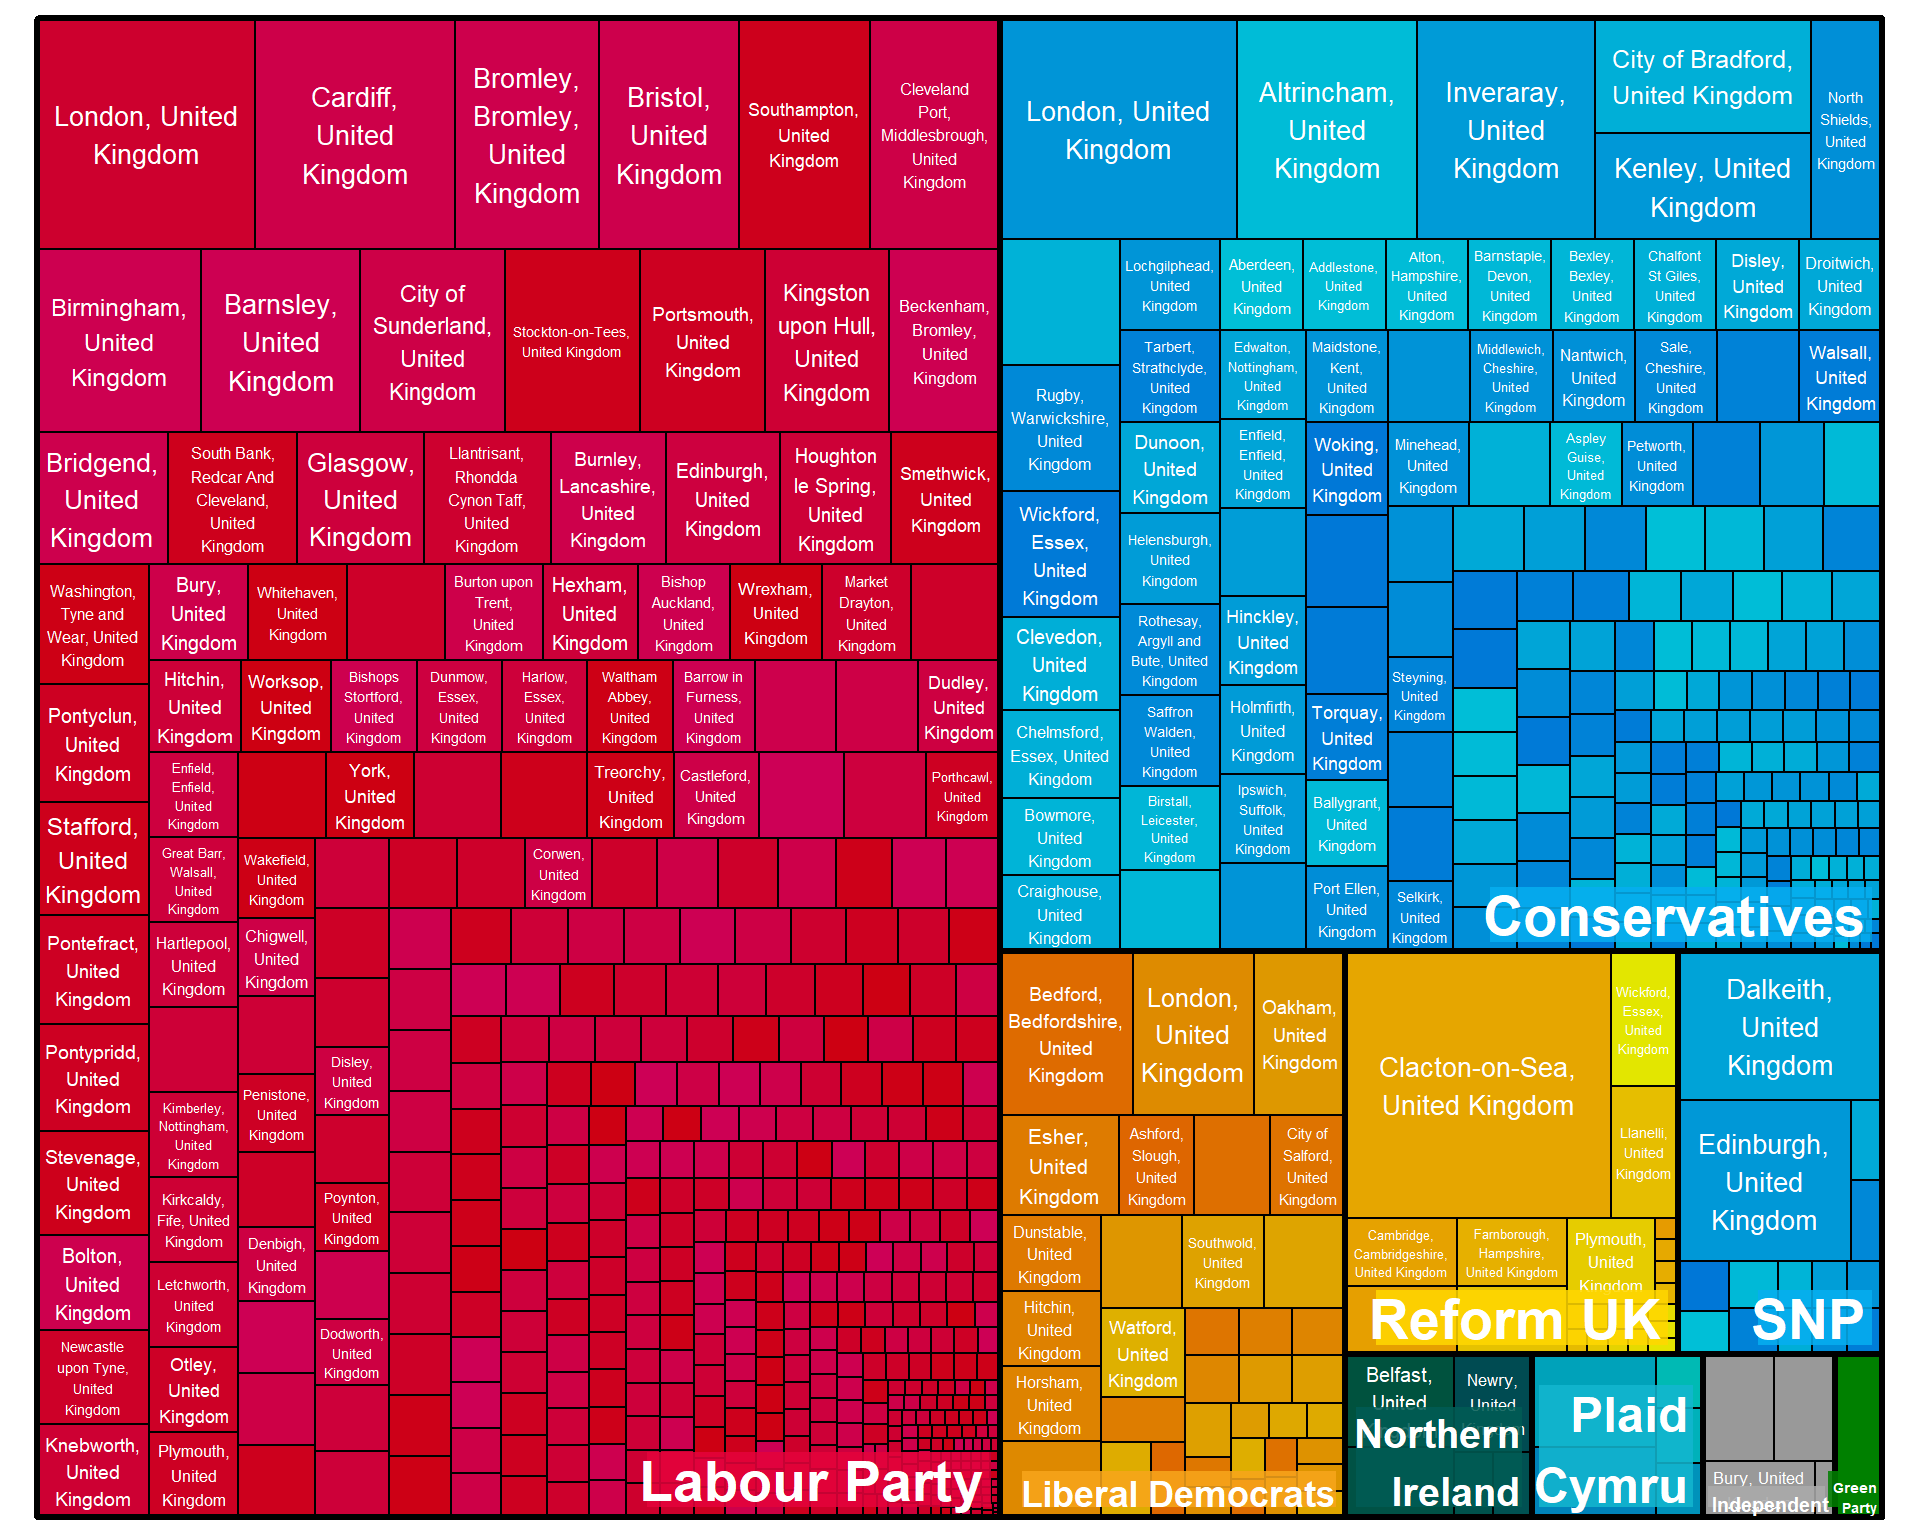 London, United
Kingdom
Cardiff,
United
Kingdom
Bromley,
Bromley,
United
Kingdom
Bristol,
United
Kingdom
Southampton,
United
Kingdom
Cleveland
Port,
Middlesbrough,
United
Kingdom
Birmingham,
United
Kingdom
Barnsley,
United
Kingdom
City of
Sunderland,
United
Kingdom
Stockton-on-Tees,
United Kingdom
Portsmouth,
United
Kingdom
Kingston
upon Hull,
United
Kingdom
Beckenham,
Bromley,
United
Kingdom
Bridgend,
United
Kingdom
South Bank,
Redcar And
Cleveland,
United
Kingdom
Glasgow,
United
Kingdom
Llantrisant,
Rhondda
Cynon Taff,
United
Kingdom
Burnley,
Lancashire,
United
Kingdom
Edinburgh,
United
Kingdom
Houghton
le Spring,
United
Kingdom
Smethwick,
United
Kingdom
Washington,
Tyne and
Wear, United
Kingdom
Bury,
United
Kingdom
Whitehaven,
United
Kingdom
Burton upon
Trent,
United
Kingdom
Hexham,
United
Kingdom
Bishop
Auckland,
United
Kingdom
Wrexham,
United
Kingdom
Market
Drayton,
United
Kingdom
Pontyclun,
United
Kingdom
Hitchin,
United
Kingdom
Worksop,
United
Kingdom
Bishops
Stortford,
United
Kingdom
Dunmow,
Essex,
United
Kingdom
Harlow,
Essex,
United
Kingdom
Waltham
Abbey,
United
Kingdom
Barrow in
Furness,
United
Kingdom
Dudley,
United
Kingdom
Enfield,
Enfield,
United
Kingdom
York,
United
Kingdom
Treorchy,
United
Kingdom
Castleford,
United
Kingdom
Porthcawl,
United
Kingdom
Stafford,
United
Kingdom
Great Barr,
Walsall,
United
Kingdom
Wakefield,
United
Kingdom
Corwen,
United
Kingdom
Pontefract,
United
Kingdom
Hartlepool,
United
Kingdom
Chigwell,
United
Kingdom
Pontypridd,
United
Kingdom
Disley,
United
Kingdom
Kimberley,
Nottingham,
United
Kingdom
Penistone,
United
Kingdom
Stevenage,
United
Kingdom
Kirkcaldy,
Fife, United
Kingdom
Poynton,
United
Kingdom
Bolton,
United
Kingdom
Denbigh,
United
Kingdom
Letchworth,
United
Kingdom
Newcastle
upon Tyne,
United
Kingdom
Otley,
United
Kingdom
Dodworth,
United
Kingdom
Knebworth,
United
Kingdom
Plymouth,
United
Kingdom
Labour Party
London, United
Kingdom
Altrincham,
United
Kingdom
Inveraray,
United
Kingdom
City of Bradford,
United Kingdom
Kenley, United
Kingdom
North
Shields,
United
Kingdom
Lochgilphead,
United
Kingdom
Aberdeen,
United
Kingdom
Addlestone,
United
Kingdom
Alton,
Hampshire,
United
Kingdom
Barnstaple,
Devon,
United
Kingdom
Bexley,
Bexley,
United
Kingdom
Chalfont
St Giles,
United
Kingdom
Disley,
United
Kingdom
Droitwich,
United
Kingdom
Rugby,
Warwickshire,
United
Kingdom
Tarbert,
Strathclyde,
United
Kingdom
Edwalton,
Nottingham,
United
Kingdom
Maidstone,
Kent,
United
Kingdom
Middlewich,
Cheshire,
United
Kingdom
Nantwich,
United
Kingdom
Sale,
Cheshire,
United
Kingdom
Walsall,
United
Kingdom
Dunoon,
United
Kingdom
Enfield,
Enfield,
United
Kingdom
Woking,
United
Kingdom
Minehead,
United
Kingdom
Aspley
Guise,
United
Kingdom
Petworth,
United
Kingdom
Wickford,
Essex,
United
Kingdom
Helensburgh,
United
Kingdom
Clevedon,
United
Kingdom
Rothesay,
Argyll and
Bute, United
Kingdom
Hinckley,
United
Kingdom
Steyning,
United
Kingdom
Chelmsford,
Essex, United
Kingdom
Saffron
Walden,
United
Kingdom
Holmfirth,
United
Kingdom
Torquay,
United
Kingdom
Bowmore,
United
Kingdom
Birstall,
Leicester,
United
Kingdom
Ipswich,
Suffolk,
United
Kingdom
Ballygrant,
United
Kingdom
Craighouse,
United
Kingdom
Port Ellen,
United
Kingdom
Selkirk,
United
Kingdom
Conservatives
Bedford,
Bedfordshire,
United
Kingdom
London,
United
Kingdom
Oakham,
United
Kingdom
Esher,
United
Kingdom
Ashford,
Slough,
United
Kingdom
City of
Salford,
United
Kingdom
Dunstable,
United
Kingdom
Southwold,
United
Kingdom
Hitchin,
United
Kingdom
Watford,
United
Kingdom
Horsham,
United
Kingdom
Liberal Democrats
Clacton-on-Sea,
United Kingdom
Wickford,
Essex,
United
Kingdom
Llanelli,
United
Kingdom
Cambridge,
Cambridgeshire,
United Kingdom
Farnborough,
Hampshire,
United Kingdom
Plymouth,
United
Kingdom
Reform UK
Dalkeith,
United
Kingdom
Edinburgh,
United
Kingdom
SNP
Belfast,
United
Newry,
United
Northern
Ireland
Plaid
Cymru
Bury, United
Independent
Green
Party